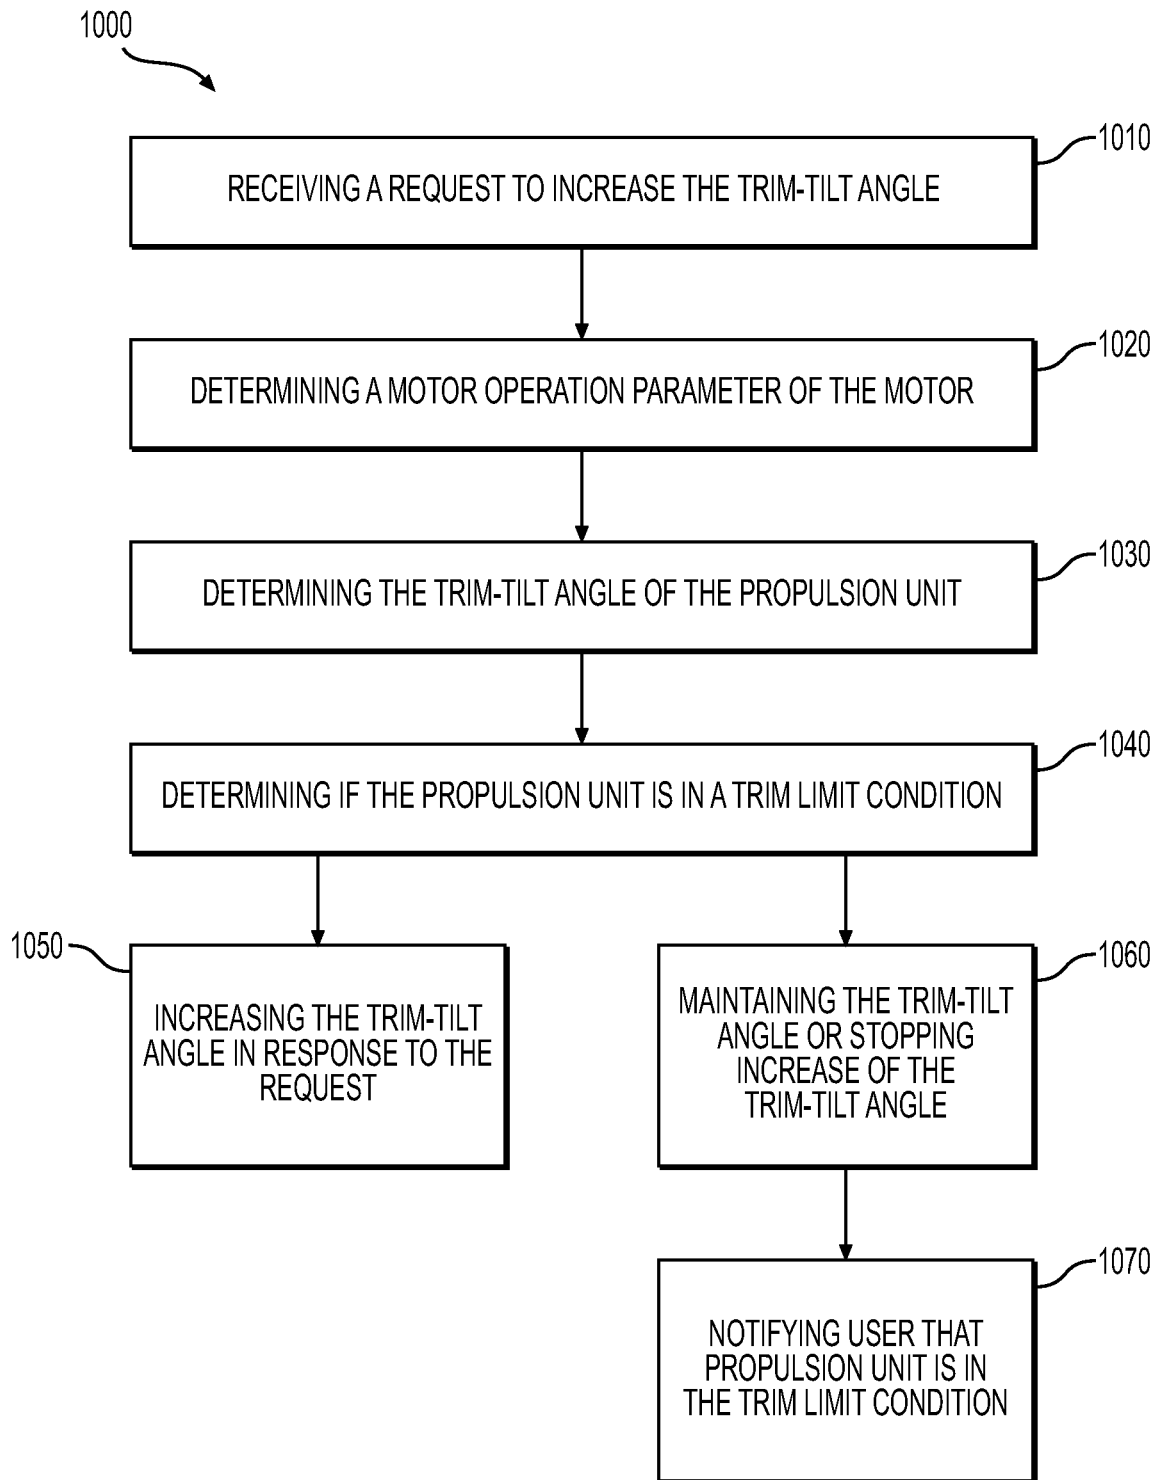 1000
1010
RECEIVING A REQUEST TO INCREASE THE TRIM-TILT ANGLE
1020
DETERMINING A MOTOR OPERATION PARAMETER OF THE MOTOR
1030
DETERMINING THE TRIM-TILT ANGLE OF THE PROPULSION UNIT
1040
DETERMINING IF THE PROPULSION UNIT IS IN A TRIM LIMIT CONDITION
1050
INCREASING THE TRIM-TILT
ANGLE IN RESPONSE TO THE
REQUEST
1060
MAINTAINING THE TRIM-TILT
ANGLE OR STOPPING
INCREASE OF THE
TRIM-TILT ANGLE
1070
NOTIFYING USER THAT
PROPULSION UNIT IS IN
THE TRIM LIMIT CONDITION